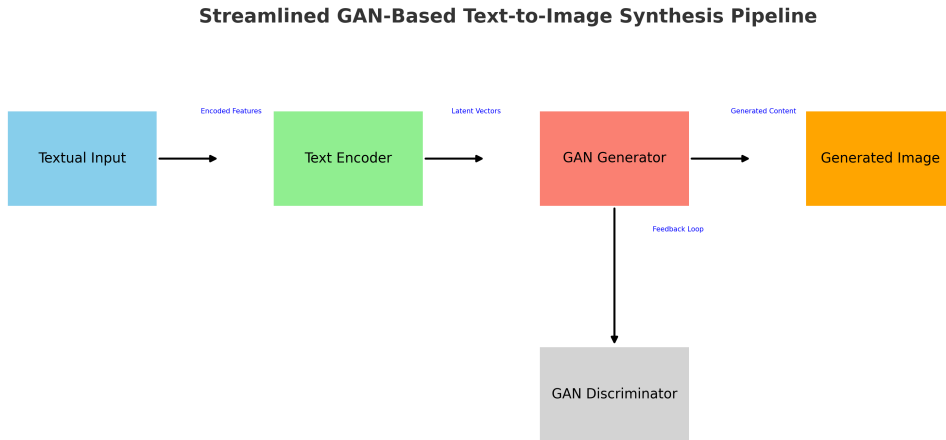 Streamlined GAN-Based Text-to-Image Synthesis Pipeline
Encoded Features
Latent Vectors
Generated Content
Textual Input
Text Encoder
GAN Generator
Generated Image
Feedback Loop
GAN Discriminator